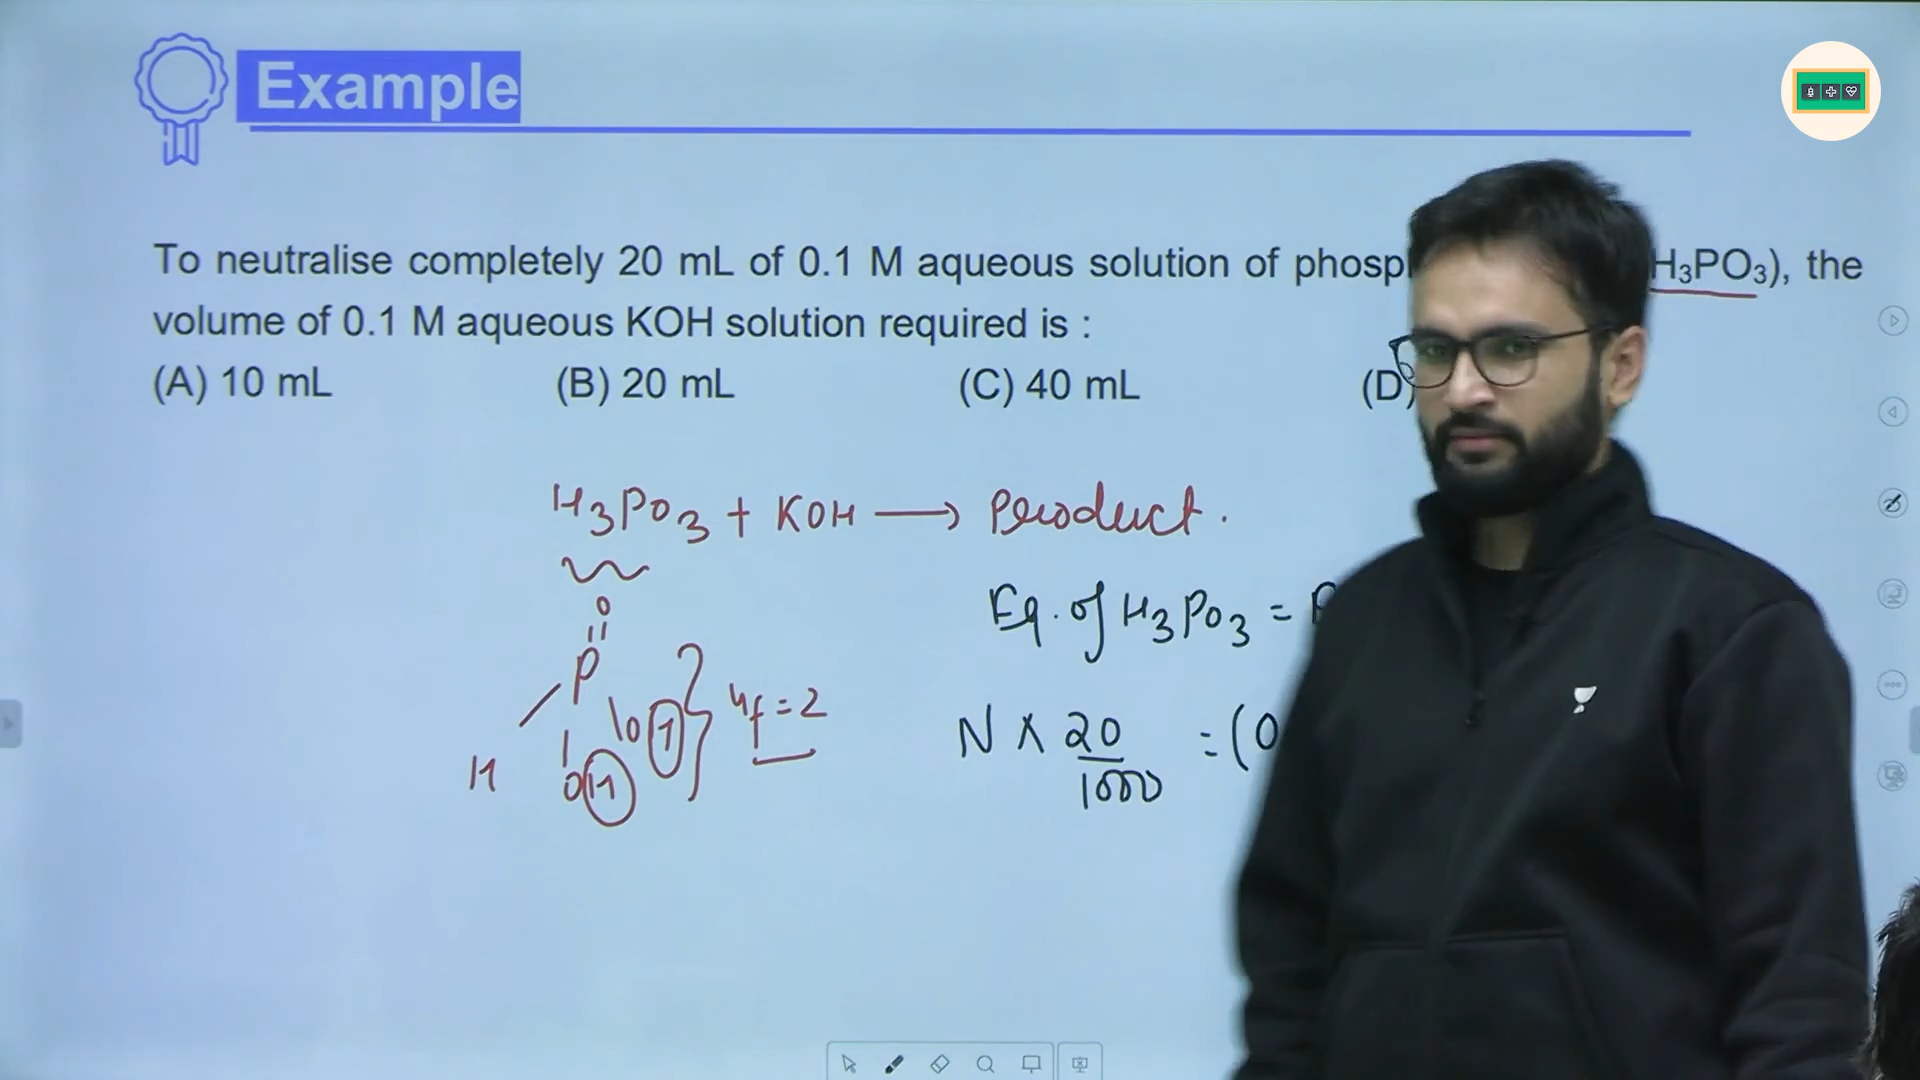 Example
To neutralise completely 20 mL of 0.1 M aqueous solution of H₃PO₃), the
volume of 0.1 M aqueous KOH solution required is :
(A) 10 mL (B) 20 mL (C) 40 mL (D)
H₃PO₃ + KOH ⟶ Product.
O
P
OH
H
OH
nf = 2
Eq. of H₃PO₃ =
N × 20/1000 = (0